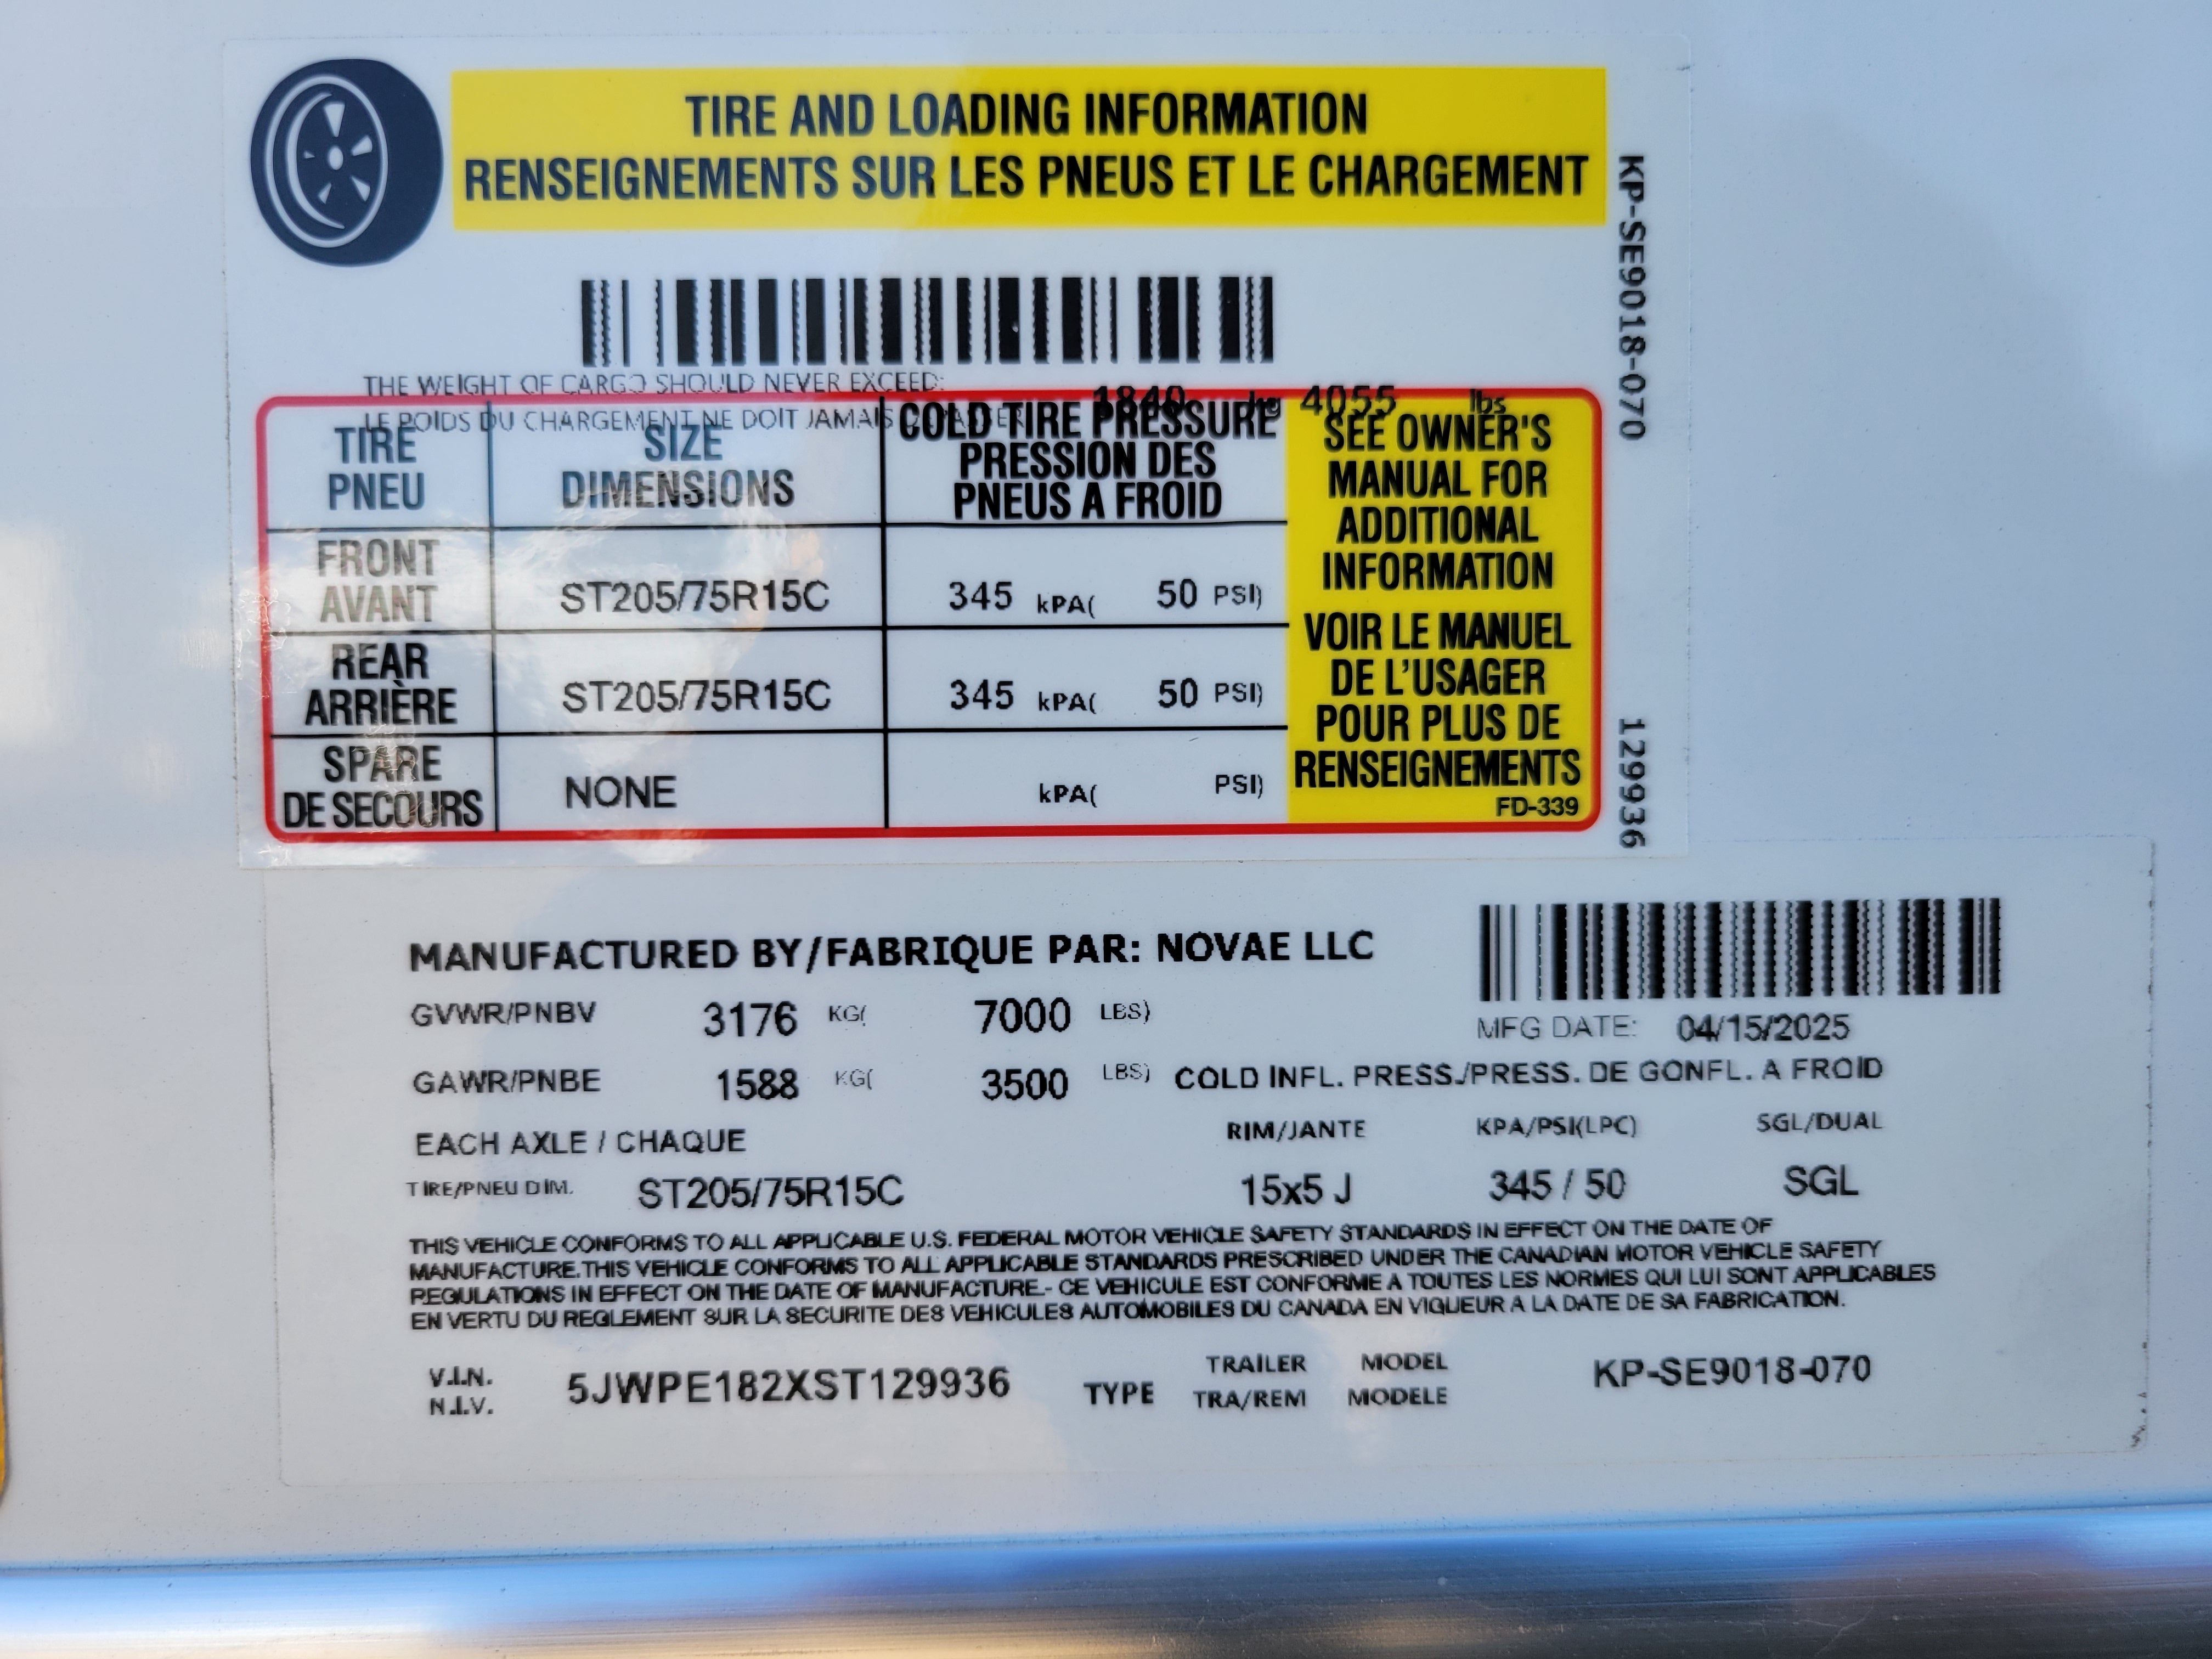 TIRE AND LOADING INFORMATION
RENSEIGNEMENTS SUR LES PNEUS ET LE CHARGEMENT
KP-SE9018-070
1299936
THE WEIGHT OF CARGO SHOULD NEVER EXCEED:
LE POIDS DU CHARGEMENT NE DOIT JAMAIS
1840 kg 4055 lbs
TIRE
PNEU
SIZE
DIMENSIONS
COLD TIRE PRESSURE
PRESSION DES
PNEUS A FROID
FRONT
AVANT
ST205/75R15C
345 kPA( 50 PSI)
REAR
ARRIÈRE
ST205/75R15C
345 kPA( 50 PSI)
SPARE
DE SECOURS
NONE
kPA( PSI)
SEE OWNER'S
MANUAL FOR
ADDITIONAL
INFORMATION
VOIR LE MANUEL
DE L'USAGER
POUR PLUS DE
RENSEIGNEMENTS
FD-339
MANUFACTURED BY/FABRIQUE PAR: NOVAE LLC
GVWR/PNBV 3176 KG( 7000 LBS)
MFG DATE: 04/15/2025
GAWR/PNBE 1588 KG( 3500 LBS) COLD INFL. PRESS./PRESS. DE GONFL. A FROID
EACH AXLE / CHAQUE RIM/JANTE KPA/PSI(LPC) SGL/DUAL
TIRE/PNEU DIM. ST205/75R15C 15x5 J 345 / 50 SGL
THIS VEHICLE CONFORMS TO ALL APPLICABLE U.S. FEDERAL MOTOR VEHICLE SAFETY STANDARDS IN EFFECT ON THE DATE OF
MANUFACTURE.THIS VEHICLE CONFORMS TO ALL APPLICABLE STANDARDS PRESCRIBED UNDER THE CANADIAN MOTOR VEHICLE SAFETY
REGULATIONS IN EFFECT ON THE DATE OF MANUFACTURE.- CE VEHICULE EST CONFORME A TOUTES LES NORMES QUI LUI SONT APPLICABLES
EN VERTU DU REGLEMENT SUR LA SECURITE DES VEHICULES AUTOMOBILES DU CANADA EN VIGUEUR A LA DATE DE SA FABRICATION.
V.I.N.
N.I.V.
5JWPE182XST129936
TYPE
TRAILER
TRA/REM
MODEL
MODELE
KP-SE9018-070